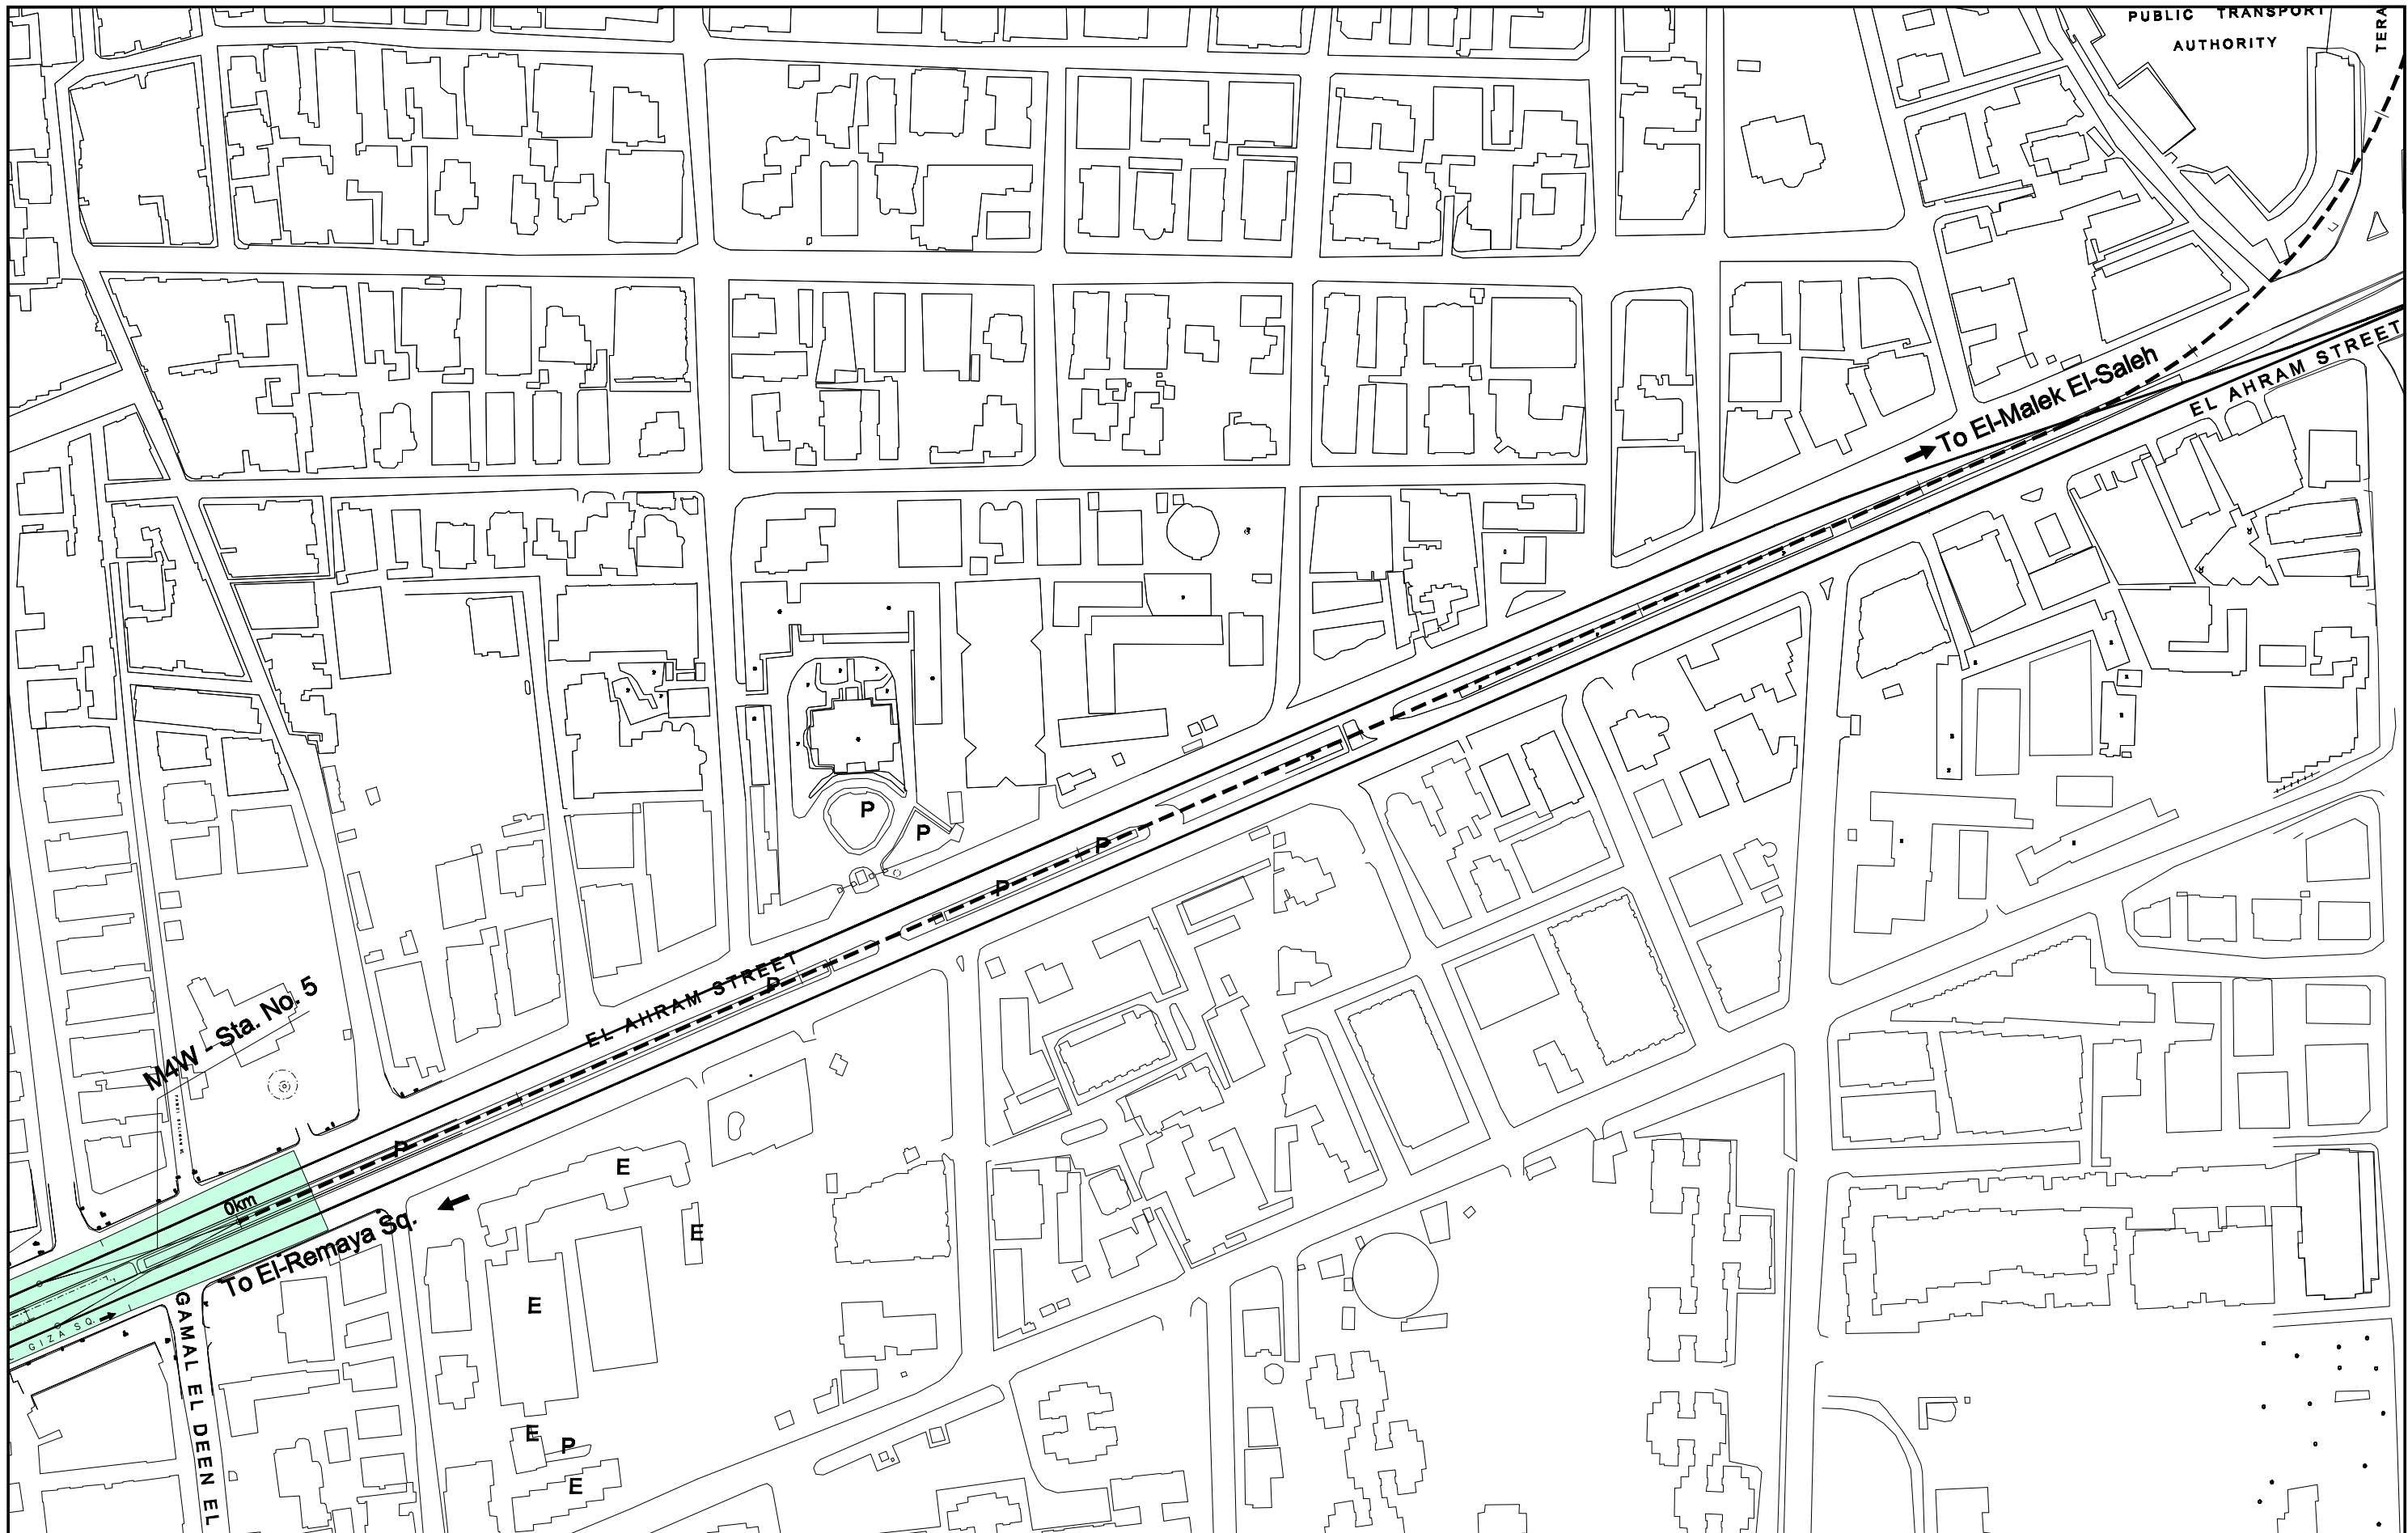 PUBLIC TRANSPORT
AUTHORITY
TERA
To El-Malek El-Saleh
EL AHRAM STREET
P
P
P
P
EL AHRAM STREET
P
M4W - Sta. No. 5
P
0km
To El-Remaya Sq.
GIZA SQ.
GAMAL EL DEEN EL
E
E
E
E
P
E